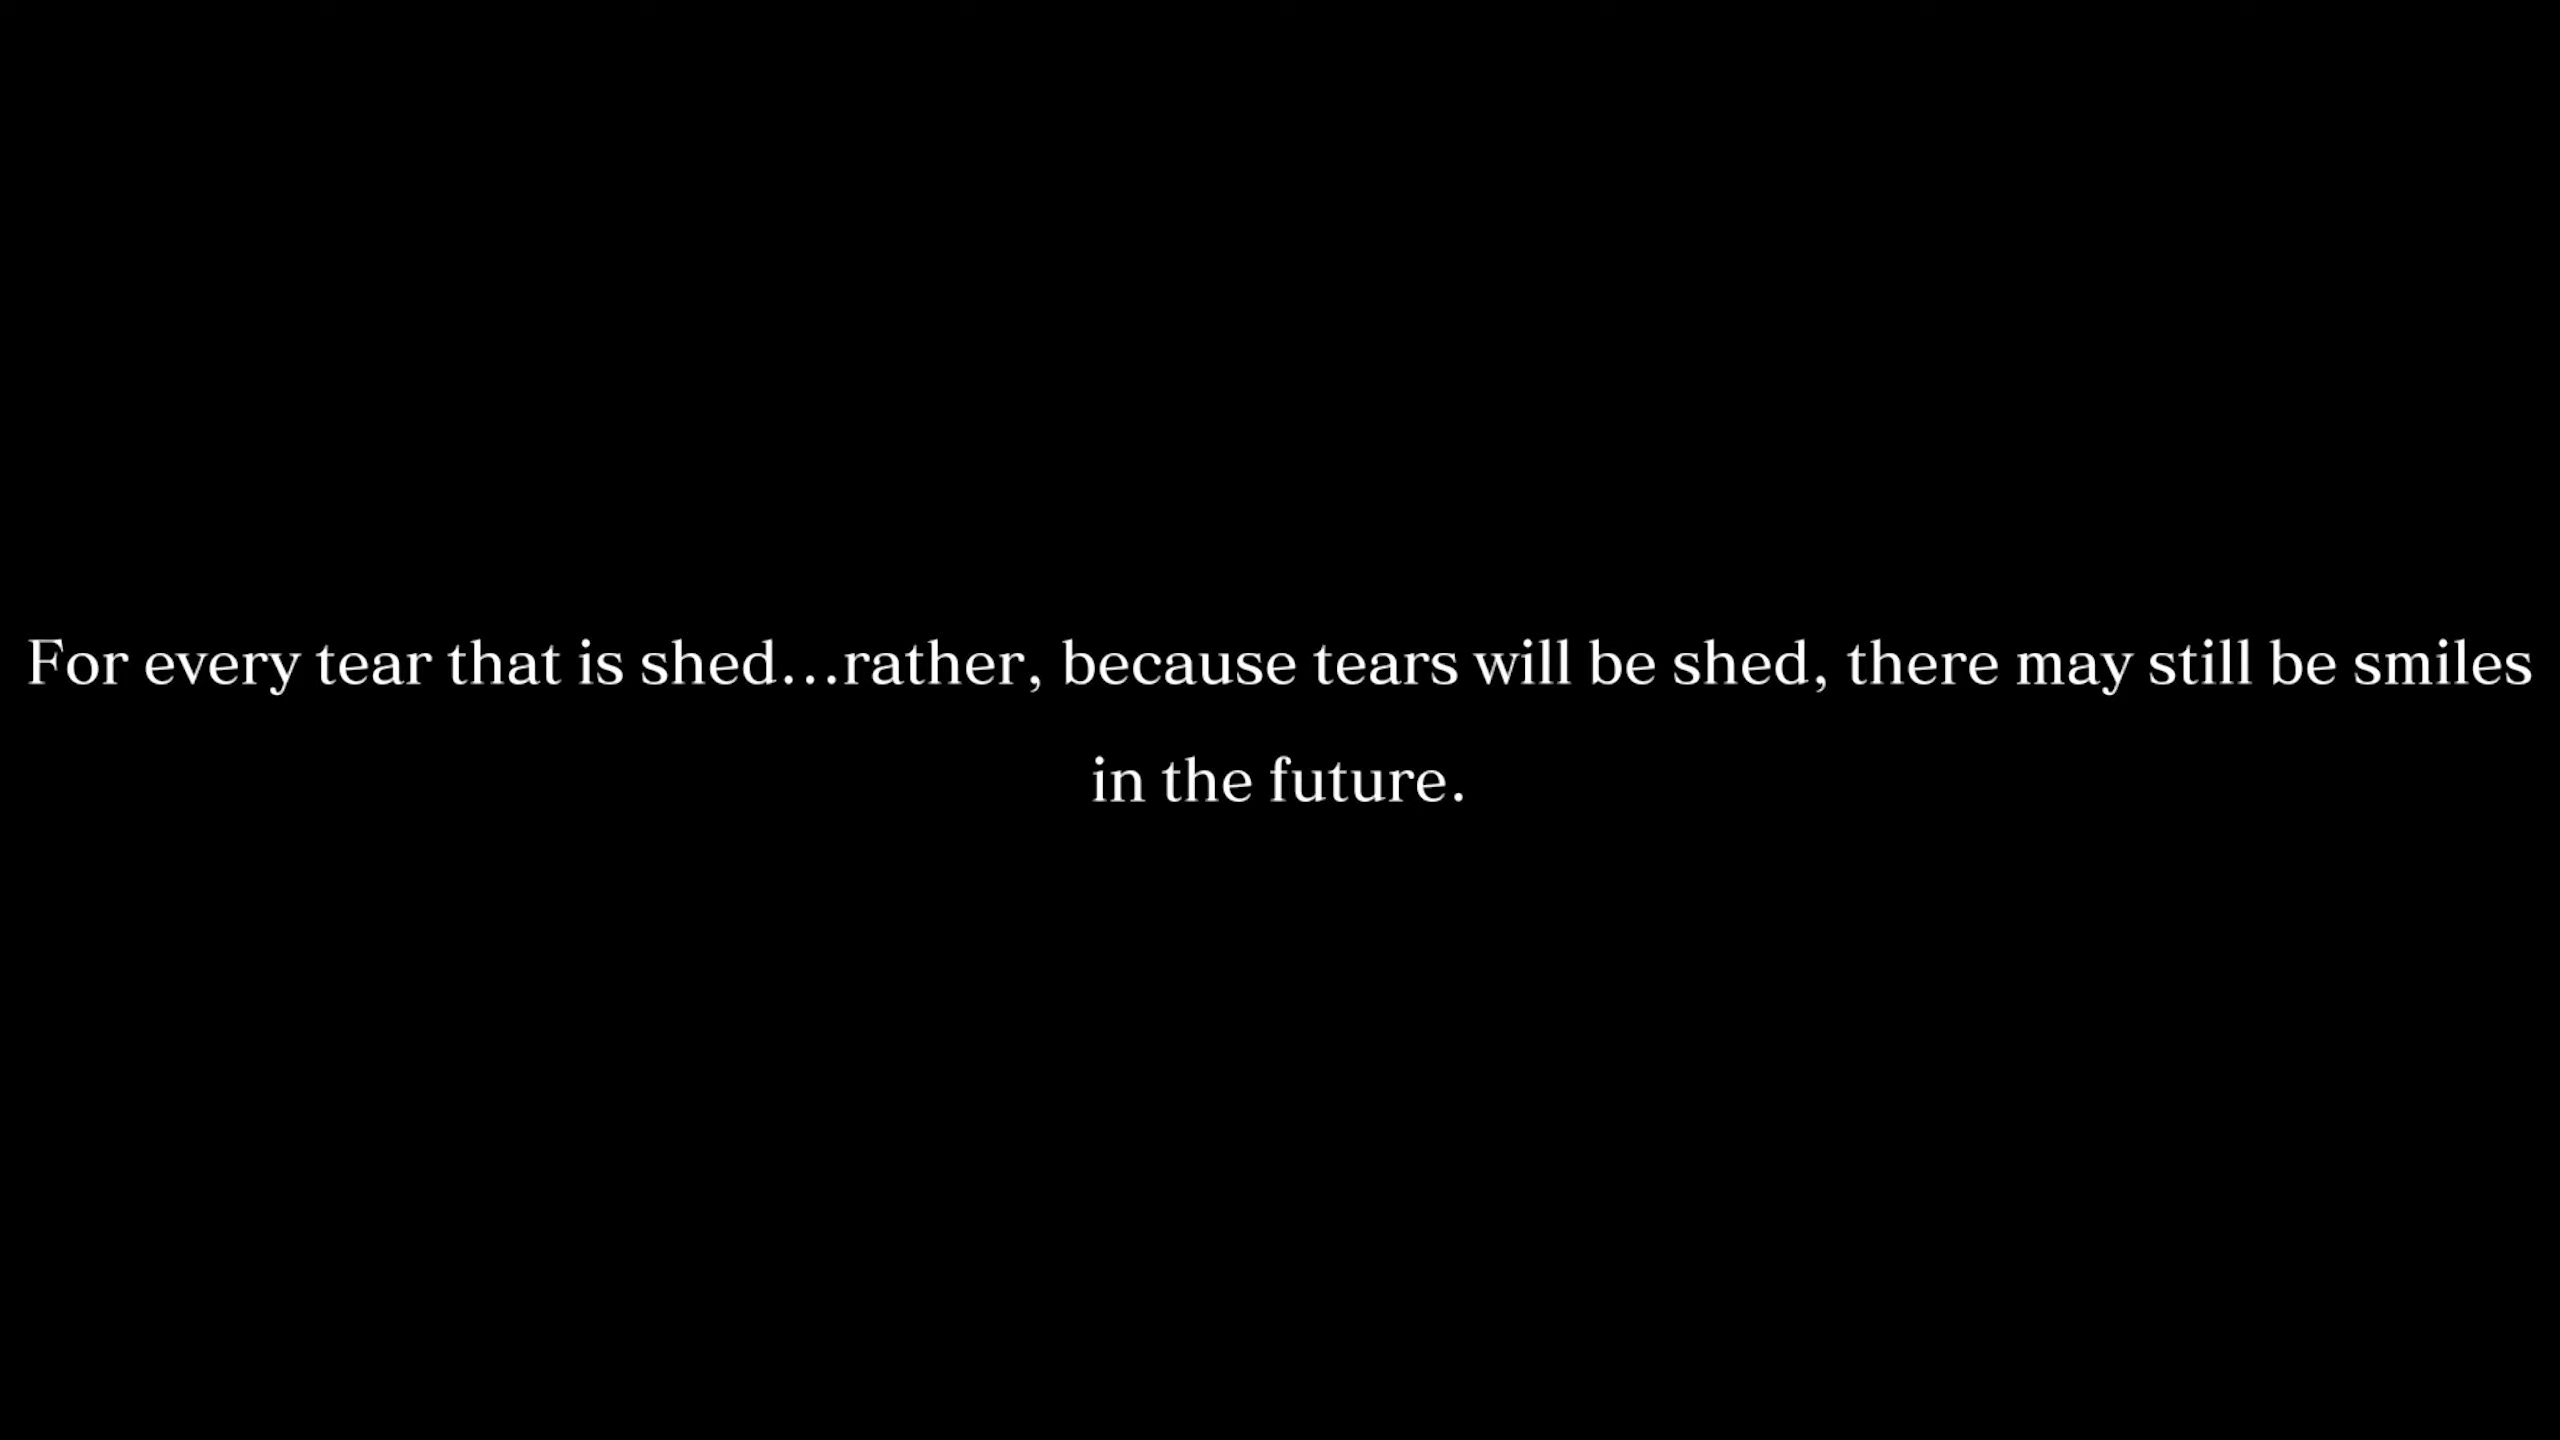 For every tear that is shed...rather, because tears will be shed, there may still be smiles
in the future.